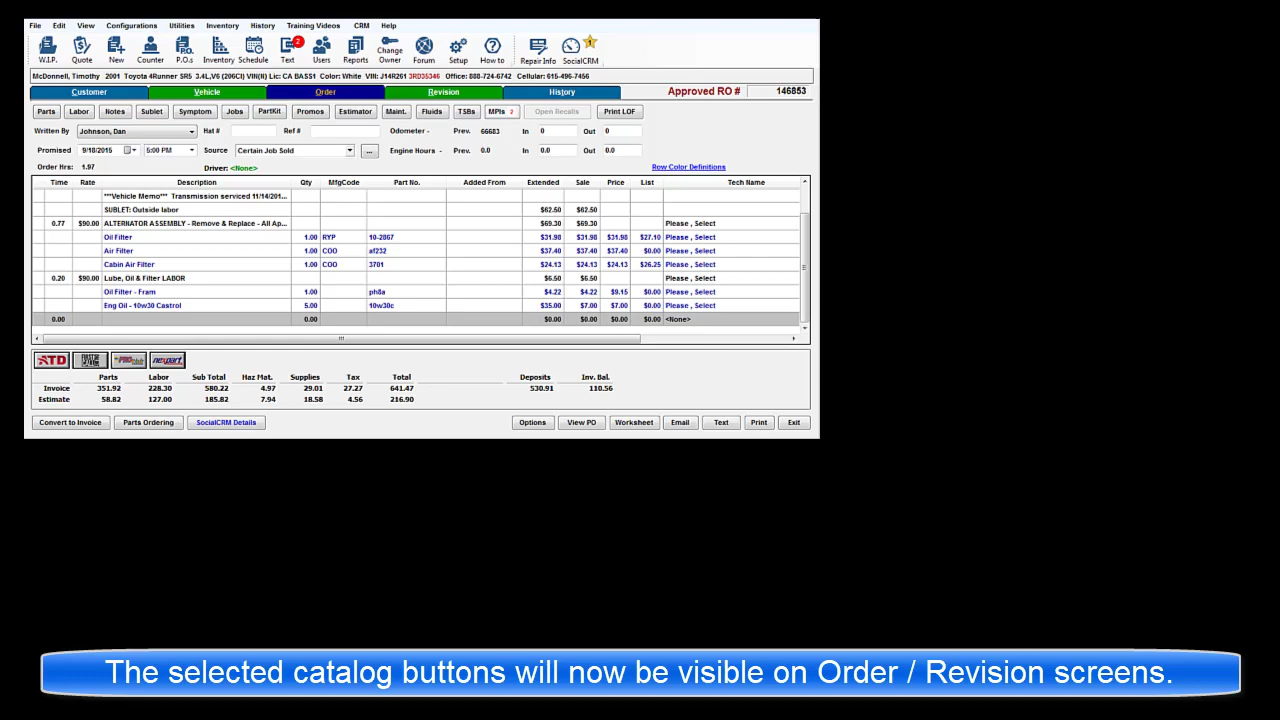 File Edit View Configurations Utilities Inventory History Training Videos CRM Help
2
W.I.P. Quote New Counter P.O.s Inventory Schedule Text Users Reports Change Owner Forum Setup How to Repair Info SocialCRM
McDonnell, Timothy 2001 Toyota 4Runner SR5 3.4L,V6 (206CI) VIN(N) Lic: CA BASS1 Color: White VIN: J14R261 3RD35346 Office: 888-724-6742 Cellular: 615-496-7456
Customer Vehicle Order Revision History Approved RO # 146853
Parts Labor Notes Sublet Symptom Jobs PartKit Promos Estimator Maint. Fluids TSBs MPIs 2 Open Recalls Print LOF
Written By Johnson, Dan Hat # Ref # Odometer - Prev. 66683 In 0 Out 0
Promised 9/18/2015 5:00 PM Source Certain Job Sold ... Engine Hours - Prev. 0.0 In 0.0 Out 0.0
Order Hrs: 1.97 Driver: <None> Row Color Definitions
Time Rate Description Qty MfgCode Part No. Added From Extended Sale Price List Tech Name
***Vehicle Memo*** Transmission serviced 11/14/201...
SUBLET: Outside labor $62.50 $62.50
0.77 $90.00 ALTERNATOR ASSEMBLY - Remove & Replace - All Ap... $69.30 $69.30 Please , Select
Oil Filter 1.00 RYP 10-2867 $31.98 $31.98 $31.98 $27.10 Please , Select
Air Filter 1.00 COO af232 $37.40 $37.40 $37.40 $0.00 Please , Select
Cabin Air Filter 1.00 COO 3701 $24.13 $24.13 $24.13 $26.25 Please , Select
0.20 $90.00 Lube, Oil & Filter LABOR $6.50 $6.50 Please , Select
Oil Filter - Fram 1.00 ph8a $4.22 $4.22 $9.15 $0.00 Please , Select
Eng Oil - 10w30 Castrol 5.00 10w30c $35.00 $7.00 $7.00 $0.00 Please , Select
0.00 0.00 $0.00 $0.00 $0.00 $0.00 <None>
ATD nexpart
Parts Labor Sub Total Haz Mat. Supplies Tax Total Deposits Inv. Bal.
Invoice 351.92 228.30 580.22 4.97 29.01 27.27 641.47 530.91 110.56
Estimate 58.82 127.00 185.82 7.94 18.58 4.56 216.90
Convert to Invoice Parts Ordering SocialCRM Details Options View PO Worksheet Email Text Print Exit
The selected catalog buttons will now be visible on Order / Revision screens.